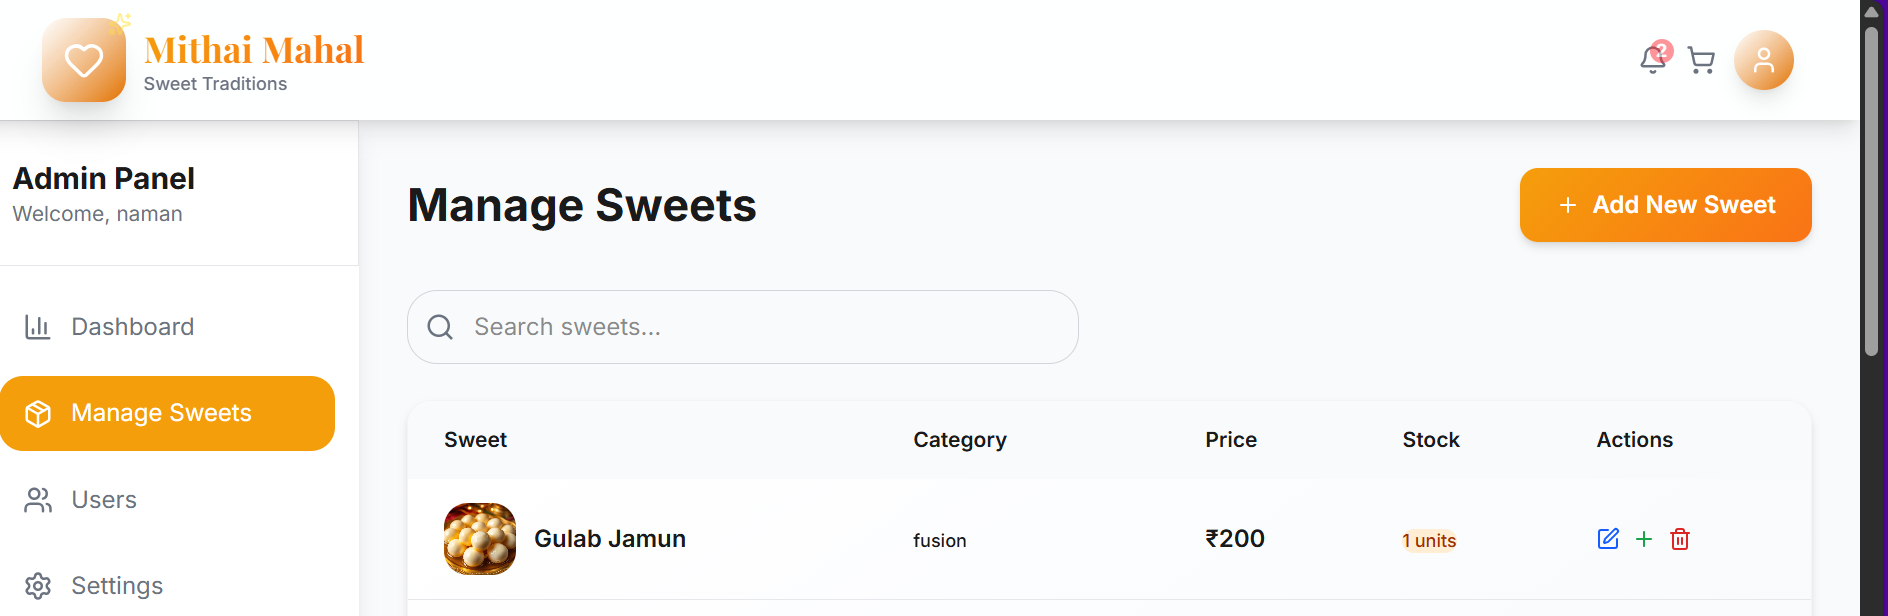 Mithai Mahal
Sweet Traditions
2
Admin Panel
Welcome, naman
Dashboard
Manage Sweets
Users
Settings
Manage Sweets
+ Add New Sweet
Search sweets...
Sweet Category Price Stock Actions
Gulab Jamun fusion ₹200 1 units